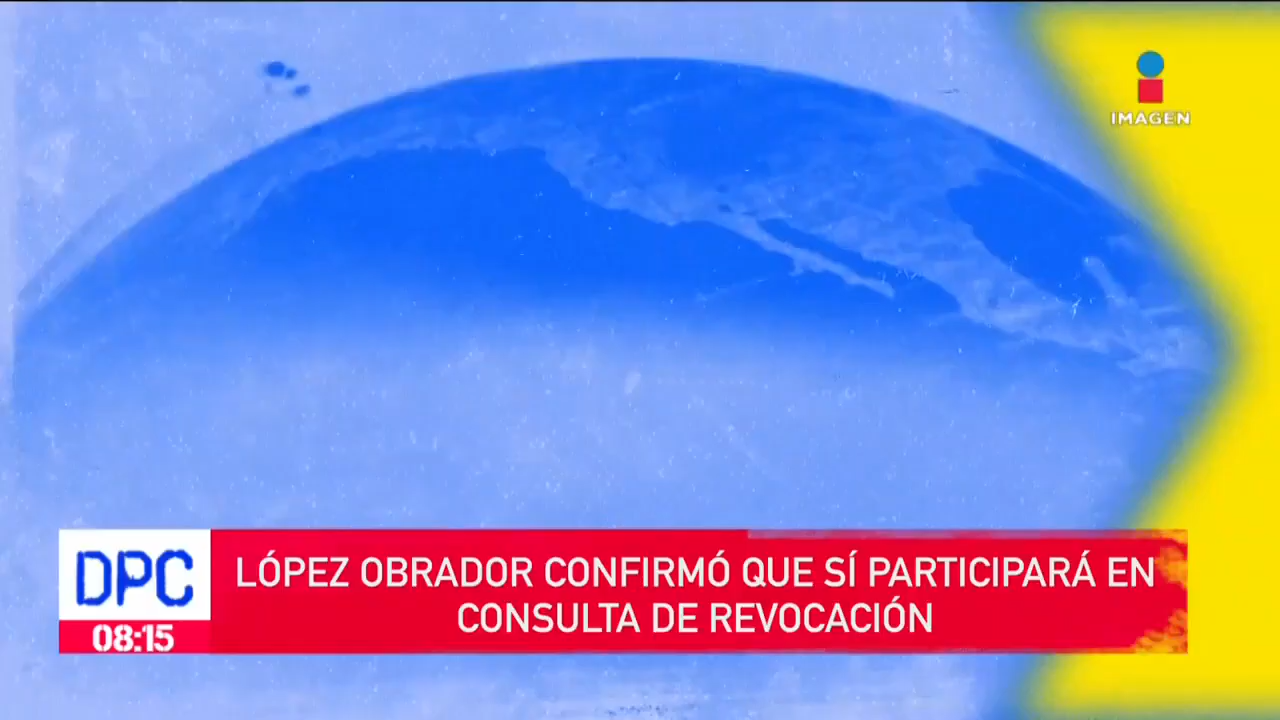 IMAGEN
LÓPEZ OBRADOR CONFIRMÓ QUE SÍ PARTICIPARÁ EN
CONSULTA DE REVOCACIÓN
DPC
08:15